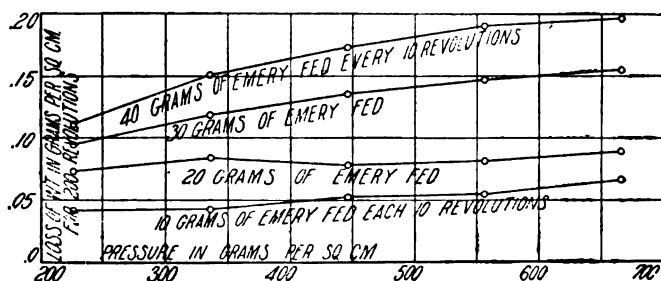 .20
.15
.10
.05
.0
LOSS OF WT IN GRAMS PER SQ CM.
FOR 200 REVOLUTIONS
40 GRAMS OF EMERY FED EVERY 10 REVOLUTIONS
30 GRAMS OF EMERY FED
20 GRAMS OF EMERY FED
10 GRAMS OF EMERY FED EACH 10 REVOLUTIONS
PRESSURE IN GRAMS PER SQ CM
200 300 400 500 600 700